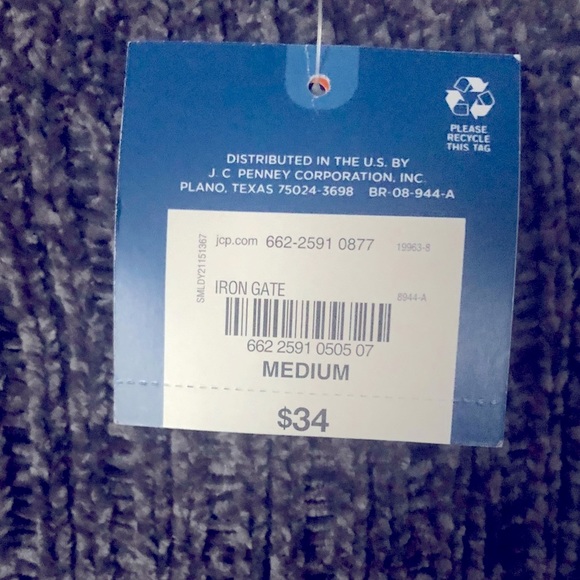 PLEASE
RECYCLE
THIS TAG
DISTRIBUTED IN THE U.S. BY
J. C. PENNEY CORPORATION, INC.
PLANO, TEXAS 75024-3698 BR-08-944-A
SMLDY21151367
jcp.com 662-2591 0877 19963-8
IRON GATE 8944-A
662 2591 0505 07
MEDIUM
$34